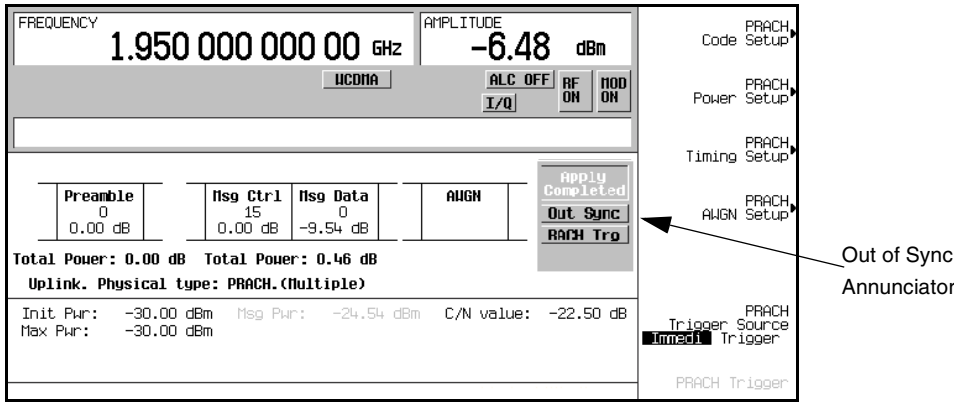 FREQUENCY
1.950 000 000 00 GHz
AMPLITUDE
-6.48 dBm
WCDMA
ALC OFF
I/Q
RF ON
MOD ON
Preamble
0
0.00 dB
Msg Ctrl
15
0.00 dB
Msg Data
0
-9.54 dB
AWGN
Apply
Completed
Out Sync
RACH Trg
Total Power: 0.00 dB Total Power: 0.46 dB
Uplink. Physical type: PRACH.(Multiple)
Init Pwr: -30.00 dBm Msg Pwr: -24.54 dBm C/N value: -22.50 dB
Max Pwr: -30.00 dBm
PRACH
Code Setup
PRACH
Power Setup
PRACH
Timing Setup
PRACH
AWGN Setup
PRACH
Trigger Source
Immedi Trigger
PRACH Trigger
Out of Sync
Annunciator